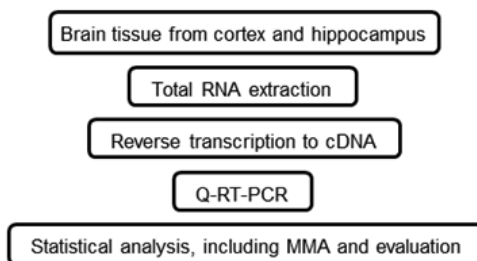 Brain tissue from cortex and hippocampus
Total RNA extraction
Reverse transcription to cDNA
Q-RT-PCR
Statistical analysis, including MMA and evaluation